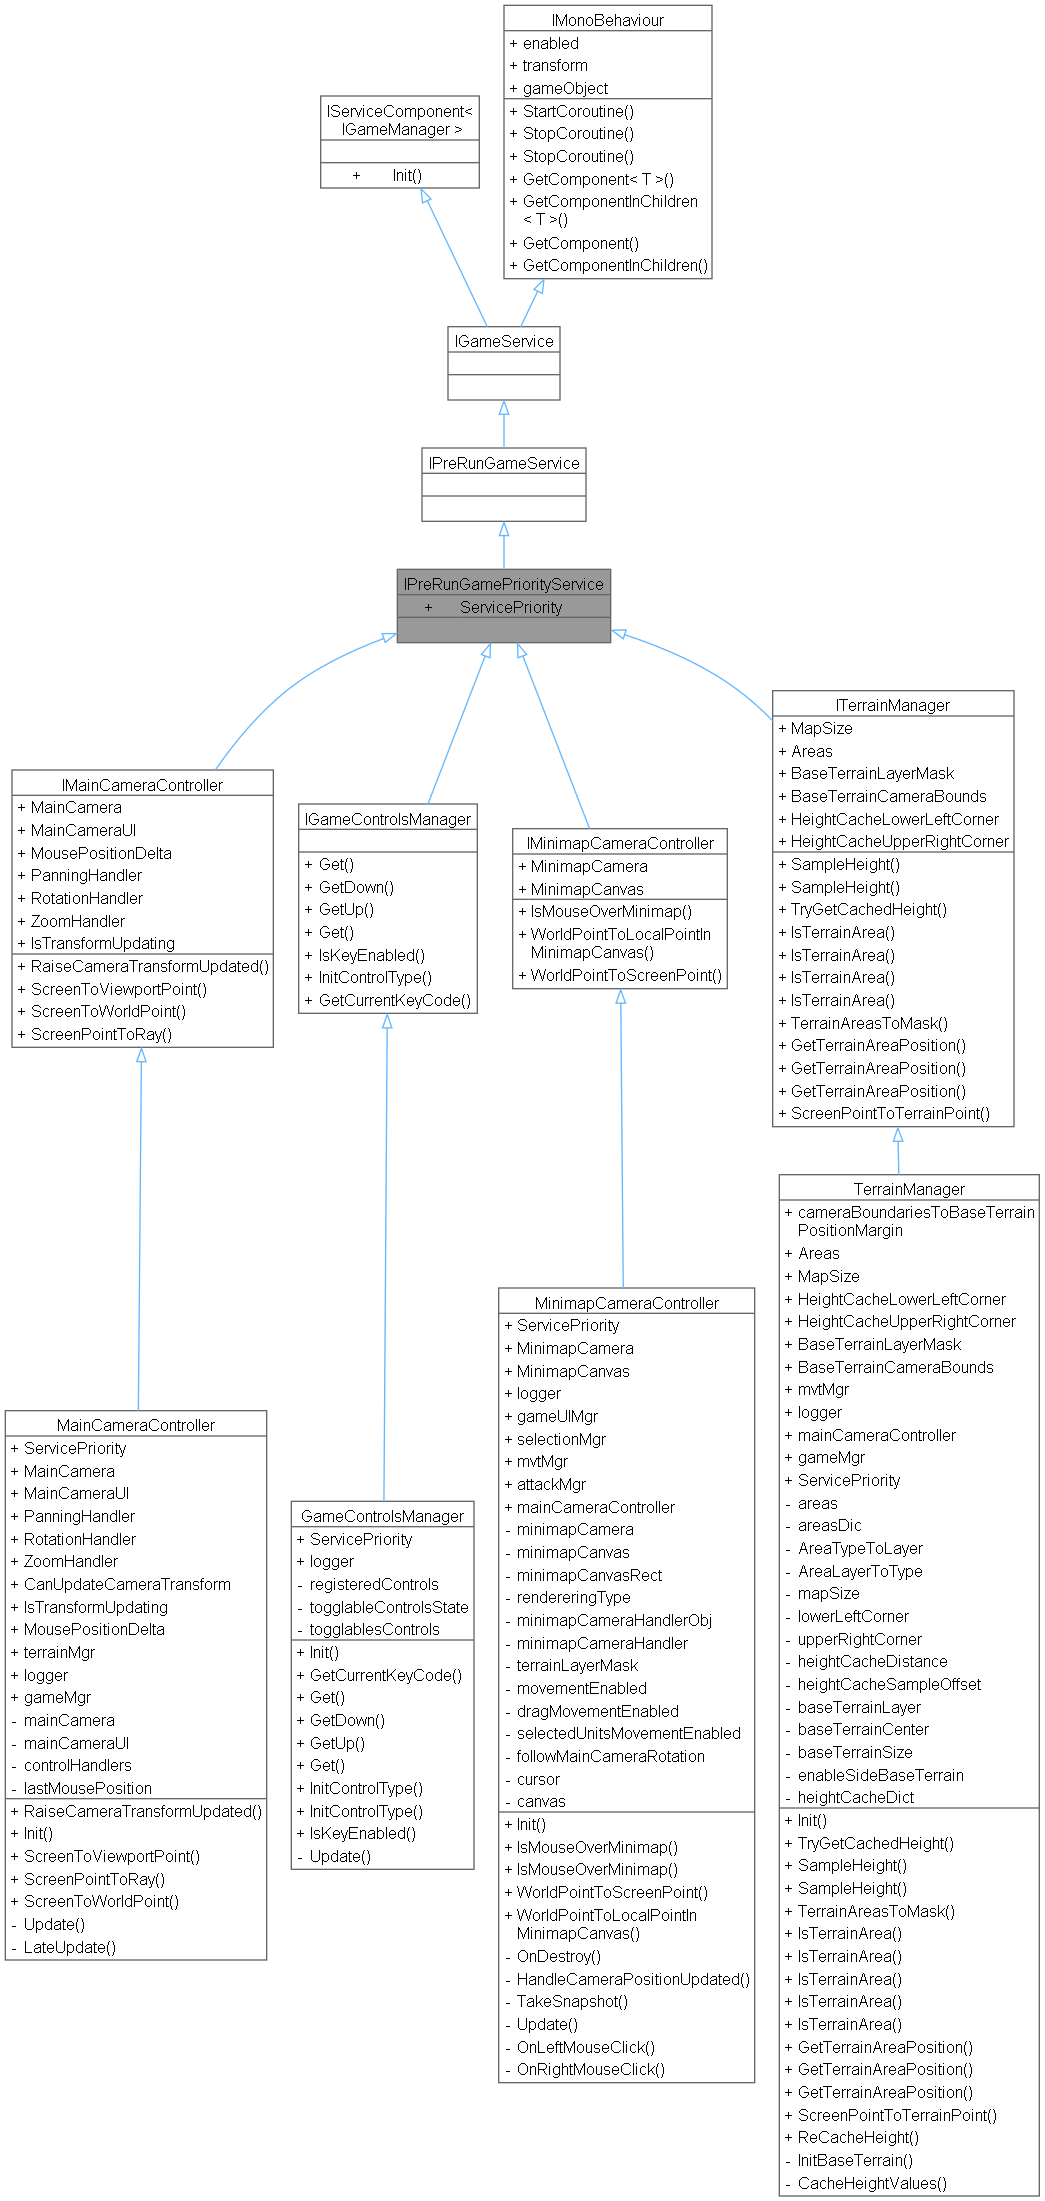 IMonoBehaviour
+ enabled
+ transform
+ gameObject
+ StartCoroutine()
+ StopCoroutine()
+ StopCoroutine()
+ GetComponent< T >()
+ GetComponentInChildren
< T >()
+ GetComponent()
+ GetComponentInChildren()
IServiceComponent<
IGameManager >
+ Init()
IGameService
IPreRunGameService
IPreRunGamePriorityService
+ ServicePriority
IMainCameraController
+ MainCamera
+ MainCameraUI
+ MousePositionDelta
+ PanningHandler
+ RotationHandler
+ ZoomHandler
+ IsTransformUpdating
+ RaiseCameraTransformUpdated()
+ ScreenToViewportPoint()
+ ScreenToWorldPoint()
+ ScreenPointToRay()
IGameControlsManager
+ Get()
+ GetDown()
+ GetUp()
+ Get()
+ IsKeyEnabled()
+ InitControlType()
+ GetCurrentKeyCode()
IMinimapCameraController
+ MinimapCamera
+ MinimapCanvas
+ IsMouseOverMinimap()
+ WorldPointToLocalPointIn
MinimapCanvas()
+ WorldPointToScreenPoint()
ITerrainManager
+ MapSize
+ Areas
+ BaseTerrainLayerMask
+ BaseTerrainCameraBounds
+ HeightCacheLowerLeftCorner
+ HeightCacheUpperRightCorner
+ SampleHeight()
+ SampleHeight()
+ TryGetCachedHeight()
+ IsTerrainArea()
+ IsTerrainArea()
+ IsTerrainArea()
+ IsTerrainArea()
+ TerrainAreasToMask()
+ GetTerrainAreaPosition()
+ GetTerrainAreaPosition()
+ GetTerrainAreaPosition()
+ ScreenPointToTerrainPoint()
MainCameraController
+ ServicePriority
+ MainCamera
+ MainCameraUI
+ PanningHandler
+ RotationHandler
+ ZoomHandler
+ CanUpdateCameraTransform
+ IsTransformUpdating
+ MousePositionDelta
+ terrainMgr
+ logger
+ gameMgr
- mainCamera
- mainCameraUI
- controlHandlers
- lastMousePosition
+ RaiseCameraTransformUpdated()
+ Init()
+ ScreenToViewportPoint()
+ ScreenPointToRay()
+ ScreenToWorldPoint()
- Update()
- LateUpdate()
GameControlsManager
+ ServicePriority
+ logger
- registeredControls
- togglableControlsState
- togglablesControls
+ Init()
+ GetCurrentKeyCode()
+ Get()
+ GetDown()
+ GetUp()
+ Get()
+ InitControlType()
+ InitControlType()
+ IsKeyEnabled()
- Update()
MinimapCameraController
+ ServicePriority
+ MinimapCamera
+ MinimapCanvas
+ logger
+ gameUIMgr
+ selectionMgr
+ mvtMgr
+ attackMgr
+ mainCameraController
- minimapCamera
- minimapCanvas
- minimapCanvasRect
- rendereringType
- minimapCameraHandlerObj
- minimapCameraHandler
- terrainLayerMask
- movementEnabled
- dragMovementEnabled
- selectedUnitsMovementEnabled
- followMainCameraRotation
- cursor
- canvas
+ Init()
+ IsMouseOverMinimap()
+ IsMouseOverMinimap()
+ WorldPointToScreenPoint()
+ WorldPointToLocalPointIn
MinimapCanvas()
- OnDestroy()
- HandleCameraPositionUpdated()
- TakeSnapshot()
- Update()
- OnLeftMouseClick()
- OnRightMouseClick()
TerrainManager
+ cameraBoundariesToBaseTerrain
PositionMargin
+ Areas
+ MapSize
+ HeightCacheLowerLeftCorner
+ HeightCacheUpperRightCorner
+ BaseTerrainLayerMask
+ BaseTerrainCameraBounds
+ mvtMgr
+ logger
+ mainCameraController
+ gameMgr
+ ServicePriority
- areas
- areasDic
- AreaTypeToLayer
- AreaLayerToType
- mapSize
- lowerLeftCorner
- upperRightCorner
- heightCacheDistance
- heightCacheSampleOffset
- baseTerrainLayer
- baseTerrainCenter
- baseTerrainSize
- enableSideBaseTerrain
- heightCacheDict
+ Init()
+ TryGetCachedHeight()
+ SampleHeight()
+ SampleHeight()
+ TerrainAreasToMask()
+ IsTerrainArea()
+ IsTerrainArea()
+ IsTerrainArea()
+ IsTerrainArea()
+ IsTerrainArea()
+ GetTerrainAreaPosition()
+ GetTerrainAreaPosition()
+ GetTerrainAreaPosition()
+ ScreenPointToTerrainPoint()
+ ReCacheHeight()
- InitBaseTerrain()
- CacheHeightValues()